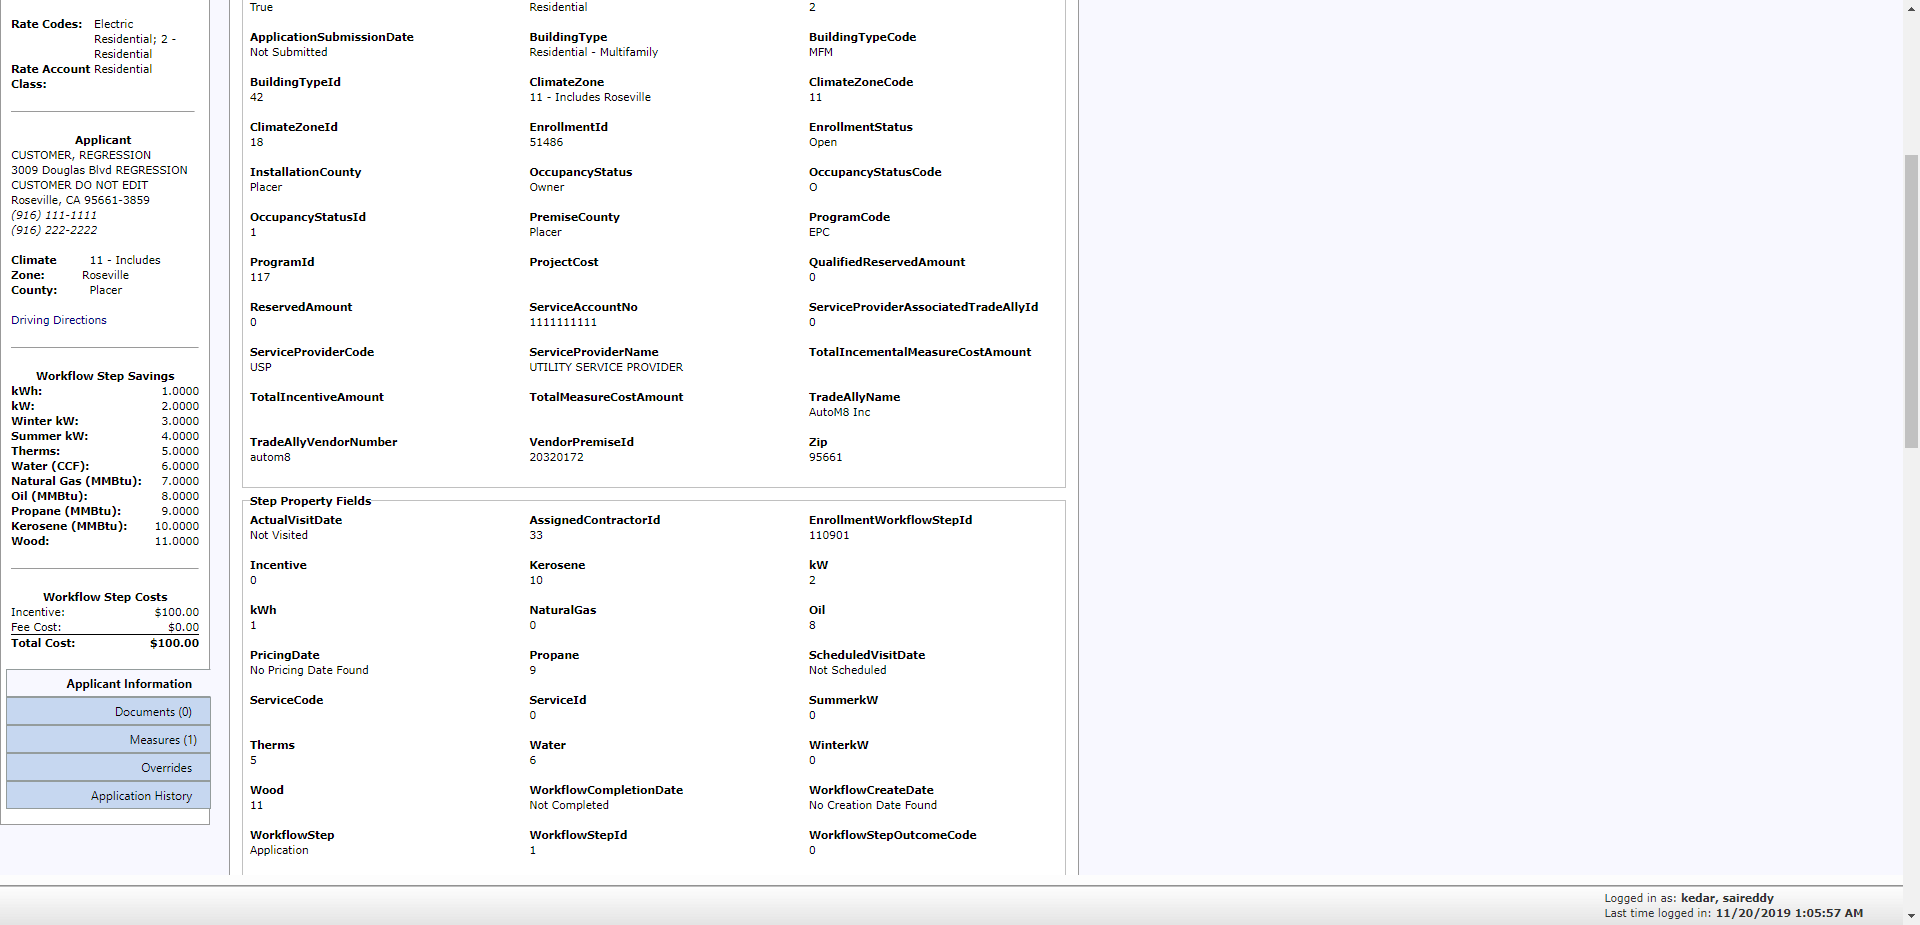 Rate Codes: Electric
Residential; 2 -
Residential
Rate Account Residential
Class:
Applicant
CUSTOMER, REGRESSION
3009 Douglas Blvd REGRESSION
CUSTOMER DO NOT EDIT
Roseville, CA 95661-3859
(916) 111-1111
(916) 222-2222
Climate 11 - Includes
Zone: Roseville
County: Placer
Driving Directions
Workflow Step Savings
kWh: 1.0000
kW: 2.0000
Winter kW: 3.0000
Summer kW: 4.0000
Therms: 5.0000
Water (CCF): 6.0000
Natural Gas (MMBtu): 7.0000
Oil (MMBtu): 8.0000
Propane (MMBtu): 9.0000
Kerosene (MMBtu): 10.0000
Wood: 11.0000
Workflow Step Costs
Incentive: $100.00
Fee Cost: $0.00
Total Cost: $100.00
Applicant Information
Documents (0)
Measures (1)
Overrides
Application History
True Residential 2
ApplicationSubmissionDate BuildingType BuildingTypeCode
Not Submitted Residential - Multifamily MFM
BuildingTypeId ClimateZone ClimateZoneCode
42 11 - Includes Roseville 11
ClimateZoneId EnrollmentId EnrollmentStatus
18 51486 Open
InstallationCounty OccupancyStatus OccupancyStatusCode
Placer Owner O
OccupancyStatusId PremiseCounty ProgramCode
1 Placer EPC
ProgramId ProjectCost QualifiedReservedAmount
117 0
ReservedAmount ServiceAccountNo ServiceProviderAssociatedTradeAllyId
0 1111111111 0
ServiceProviderCode ServiceProviderName TotalIncementalMeasureCostAmount
USP UTILITY SERVICE PROVIDER
TotalIncentiveAmount TotalMeasureCostAmount TradeAllyName
AutoM8 Inc
TradeAllyVendorNumber VendorPremiseId Zip
autom8 20320172 95661
Step Property Fields
ActualVisitDate AssignedContractorId EnrollmentWorkflowStepId
Not Visited 33 110901
Incentive Kerosene kW
0 10 2
kWh NaturalGas Oil
1 0 8
PricingDate Propane ScheduledVisitDate
No Pricing Date Found 9 Not Scheduled
ServiceCode ServiceId SummerkW
0 0
Therms Water WinterkW
5 6 0
Wood WorkflowCompletionDate WorkflowCreateDate
11 Not Completed No Creation Date Found
WorkflowStep WorkflowStepId WorkflowStepOutcomeCode
Application 1 0
Logged in as: kedar, saireddy
Last time logged in: 11/20/2019 1:05:57 AM